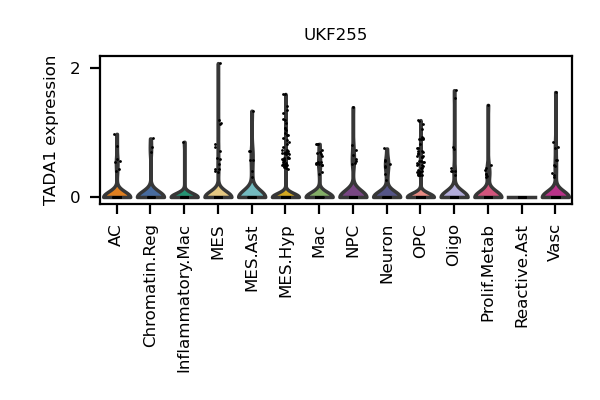 UKF255
TADA1 expression
2
0
AC
Chromatin.Reg
Inflammatory.Mac
MES
MES.Ast
MES.Hyp
Mac
NPC
Neuron
OPC
Oligo
Prolif.Metab
Reactive.Ast
Vasc